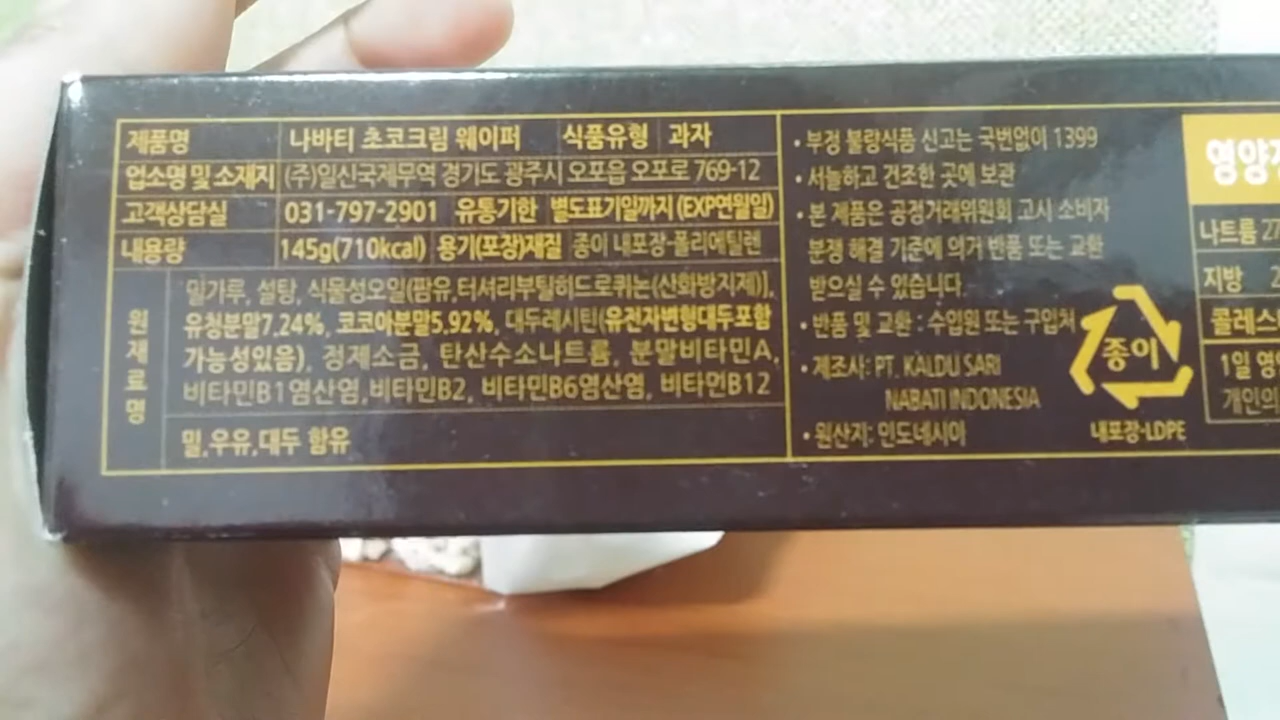 제품명 나바티 초코크림 웨이퍼 식품유형 과자
업소명 및 소재지 (주)일신국제무역 경기도 광주시 오포읍 오포로 769-12
고객상담실 031-797-2901 유통기한 별도표기일까지(EXP연월일)
내용량 145g(710kcal) 용기(포장)재질 종이 내포장-폴리에틸렌
원재료명
밀가루, 설탕, 식물성오일(팜유,터셔리부틸히드로퀴논(산화방지제)],
유청분말7.24%, 코코아분말5.92%, 대두레시틴(유전자변형대두포함
가능성있음), 정제소금, 탄산수소나트륨, 분말비타민A,
비타민B1염산염,비타민B2, 비타민B6염산염, 비타민B12
밀,우유,대두 함유
• 부정 불량식품 신고는 국번없이 1399
• 서늘하고 건조한 곳에 보관
• 본 제품은 공정거래위원회 고시 소비자
분쟁 해결 기준에 의거 반품 또는 교환
받으실 수 있습니다.
• 반품 및 교환 : 수입원 또는 구입처
• 제조사: PT. KALDU SARI
NABATI INDONESIA
• 원산지: 인도네시아
종이
내포장-LDPE
영양
나트륨 27
지방 2
콜레스
1일 영
개인의